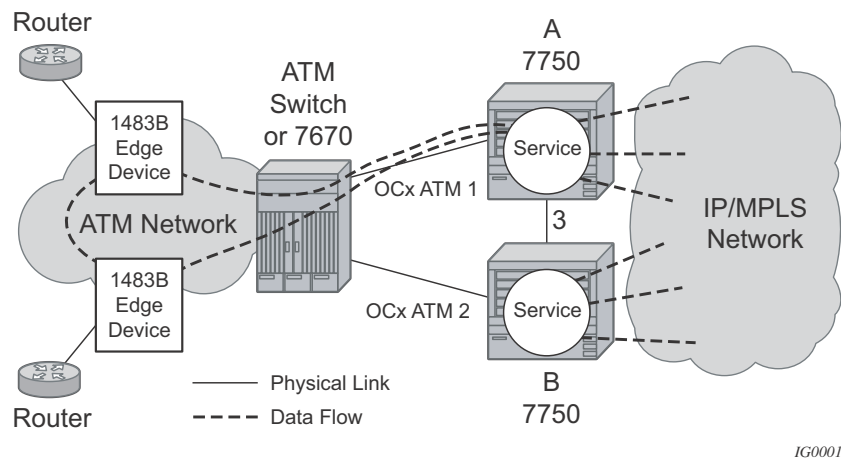 Router
A
7750
ATM
Switch
or 7670
1483B
Edge
Device
Service
OCx ATM 1
ATM Network
3
IP/MPLS
Network
1483B
Edge
Device
OCx ATM 2
Service
Router
Physical Link
Data Flow
B
7750
IG0001